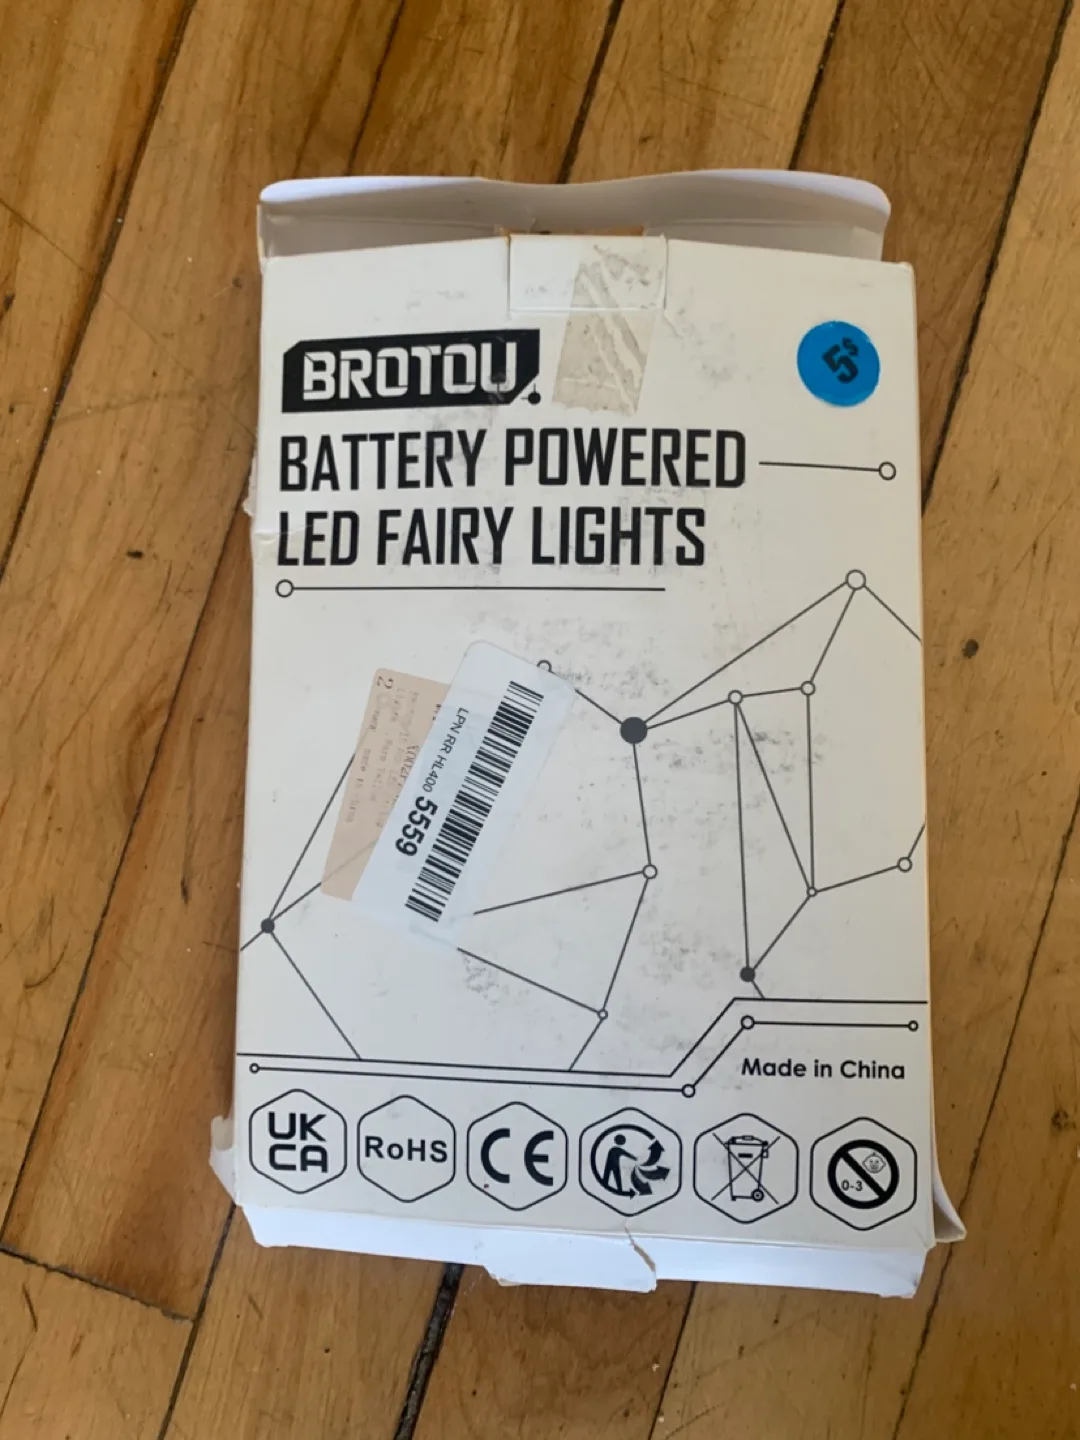 BROTOU
5$
BATTERY POWERED
LED FAIRY LIGHTS
2
LPN RR HL400 5559
Made in China
UK
CA
RoHS
CE
0-3